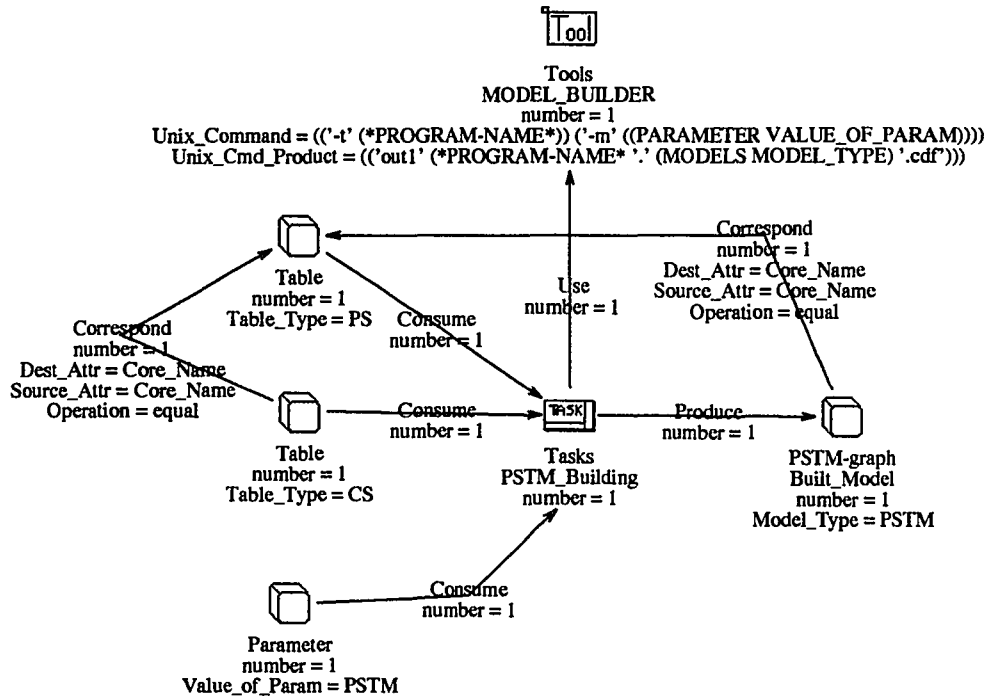 Tool
Tools
MODEL_BUILDER
number = 1
Unix_Command = (('-t' (*PROGRAM-NAME*)) ('-m' ((PARAMETER VALUE_OF_PARAM))))
Unix_Cmd_Product = (('out1' (*PROGRAM-NAME* '.' (MODELS MODEL_TYPE) '.cdf')))
Correspond
number = 1
Dest_Attr = Core_Name
Source_Attr = Core_Name
Operation = equal
Table
number = 1
Table_Type = PS
Use
number = 1
Consume
number = 1
Correspond
number = 1
Dest_Attr = Core_Name
Source_Attr = Core_Name
Operation = equal
Table
number = 1
Table_Type = CS
Consume
number = 1
TASK
Tasks
PSTM_Building
number = 1
Produce
number = 1
PSTM-graph
Built_Model
number = 1
Model_Type = PSTM
Consume
number = 1
Parameter
number = 1
Value_of_Param = PSTM